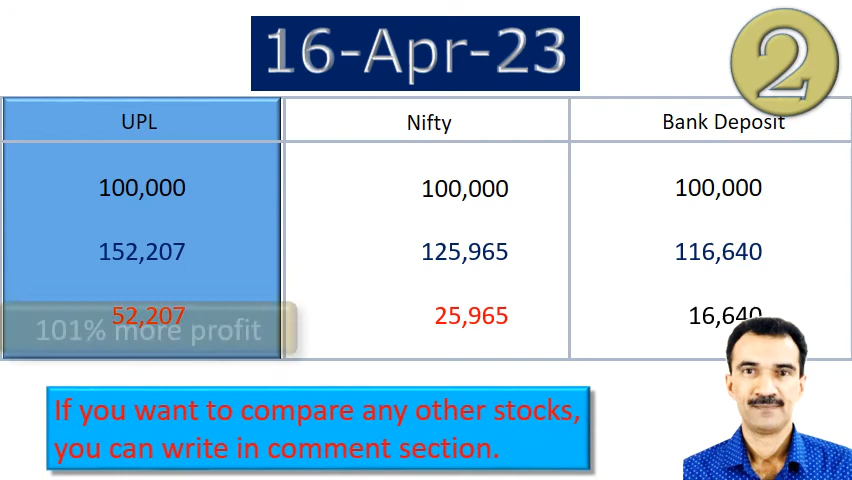 16-Apr-23
2
UPL Nifty Bank Deposit
100,000 100,000 100,000
152,207 125,965 116,640
52,207 25,965 16,640
101% more profit
If you want to compare any other stocks,
you can write in comment section.